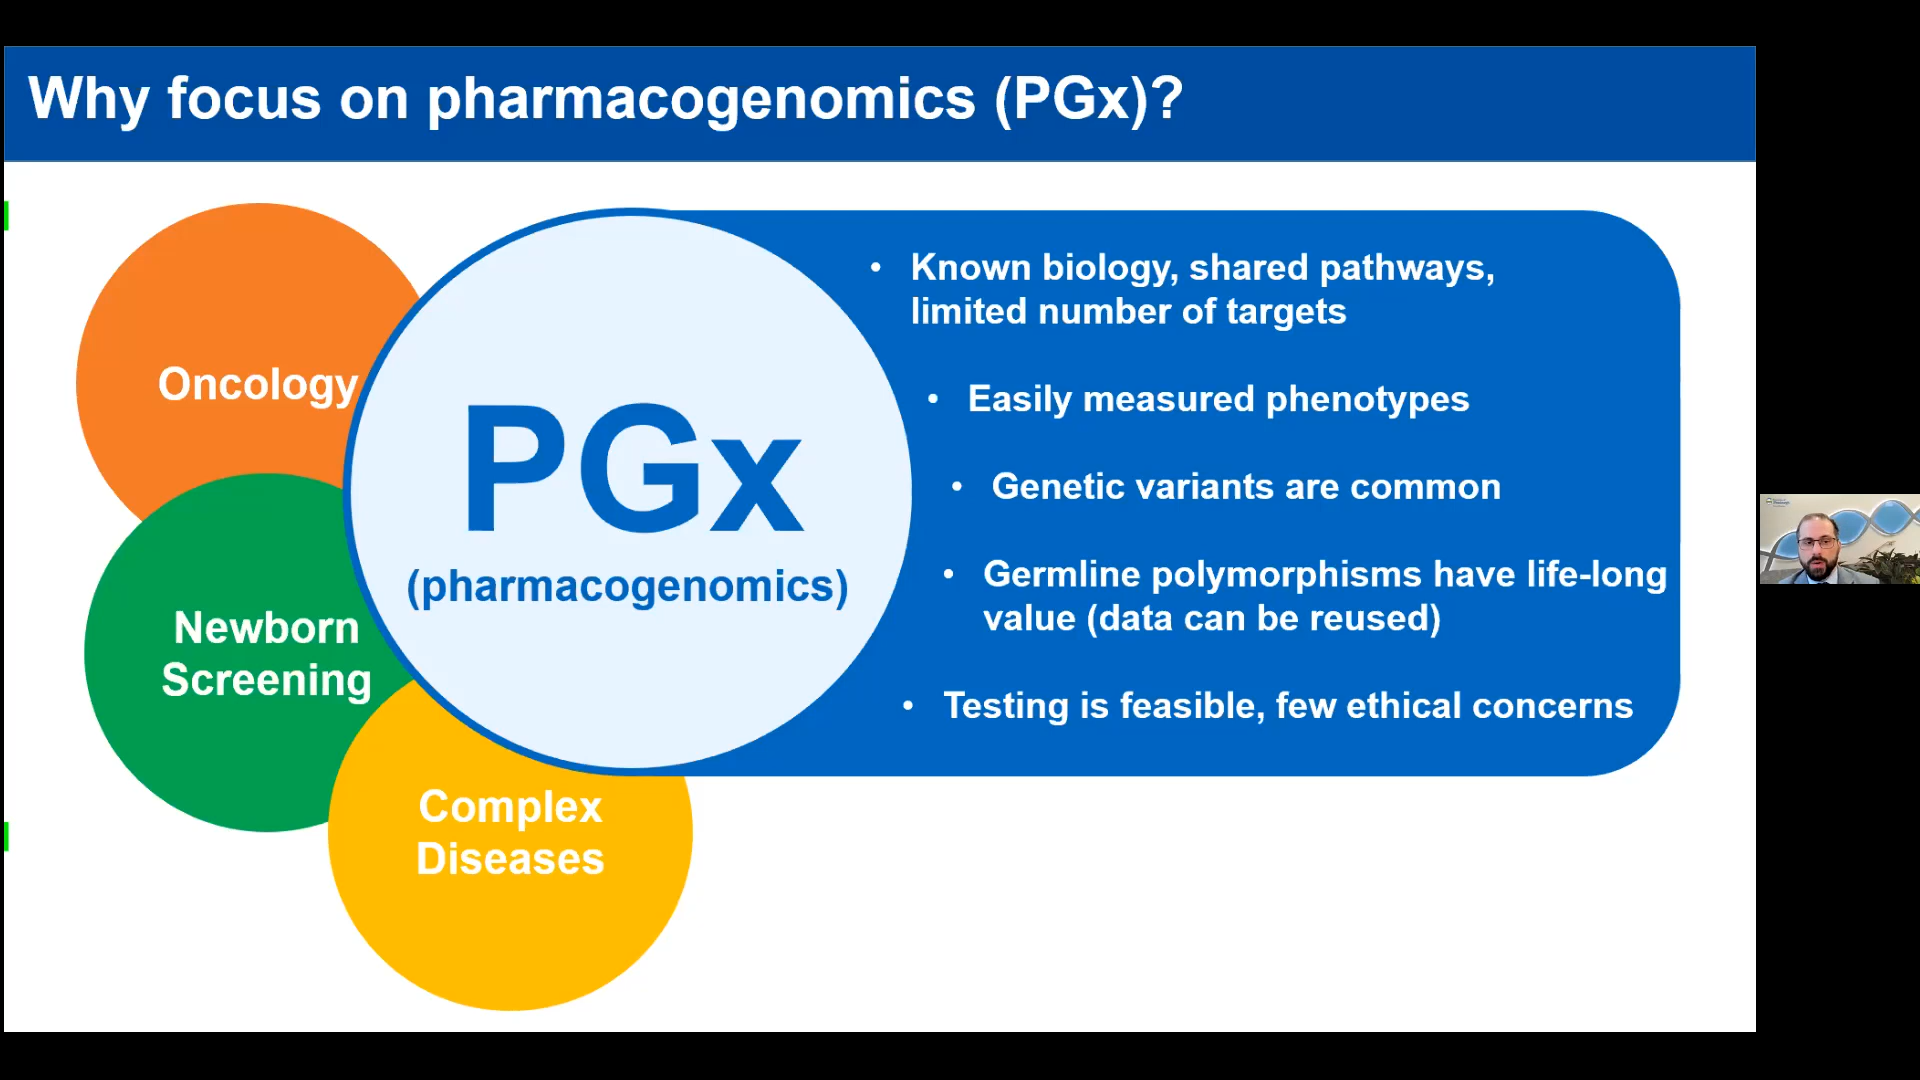 Why focus on pharmacogenomics (PGx)?
Oncology
Newborn
Screening
Complex
Diseases
PGx
(pharmacogenomics)
• Known biology, shared pathways,
limited number of targets
• Easily measured phenotypes
• Genetic variants are common
• Germline polymorphisms have life-long
value (data can be reused)
• Testing is feasible, few ethical concerns